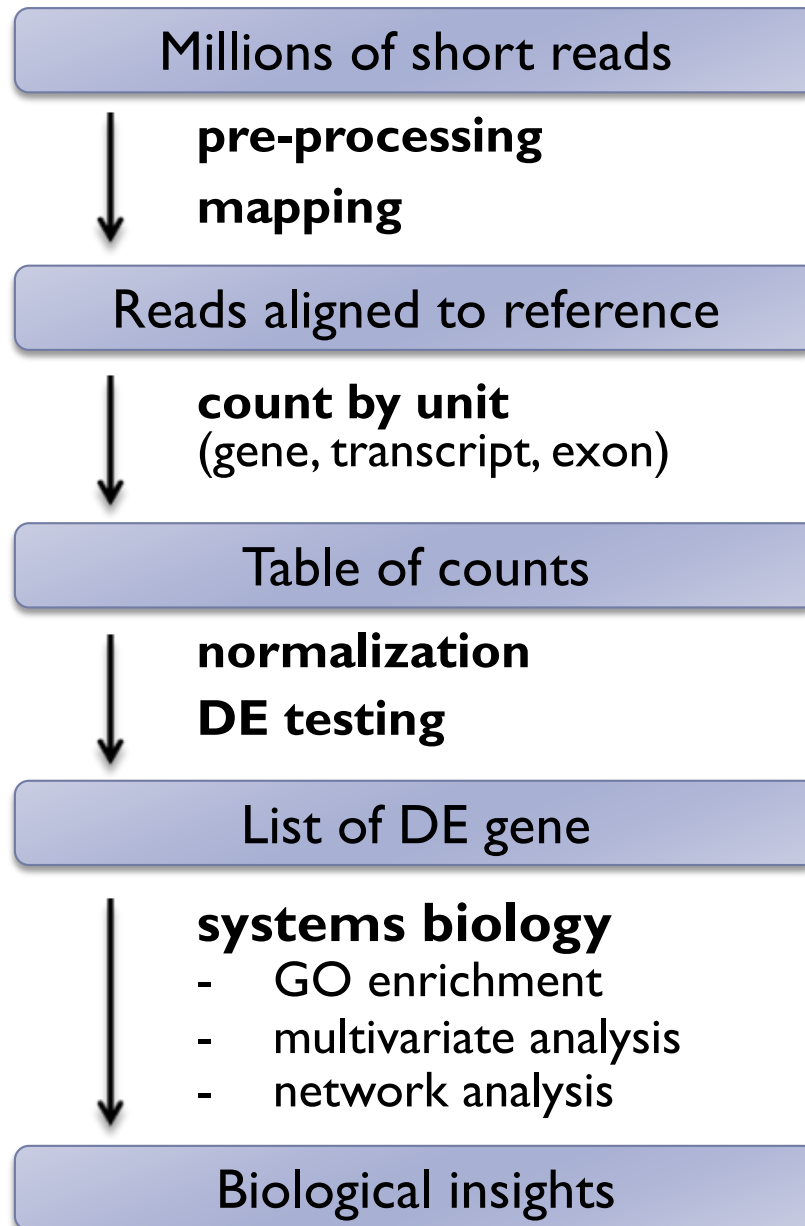 Millions of short reads
pre-processing
mapping
Reads aligned to reference
count by unit
(gene, transcript, exon)
Table of counts
normalization
DE testing
List of DE gene
systems biology
- GO enrichment
- multivariate analysis
- network analysis
Biological insights